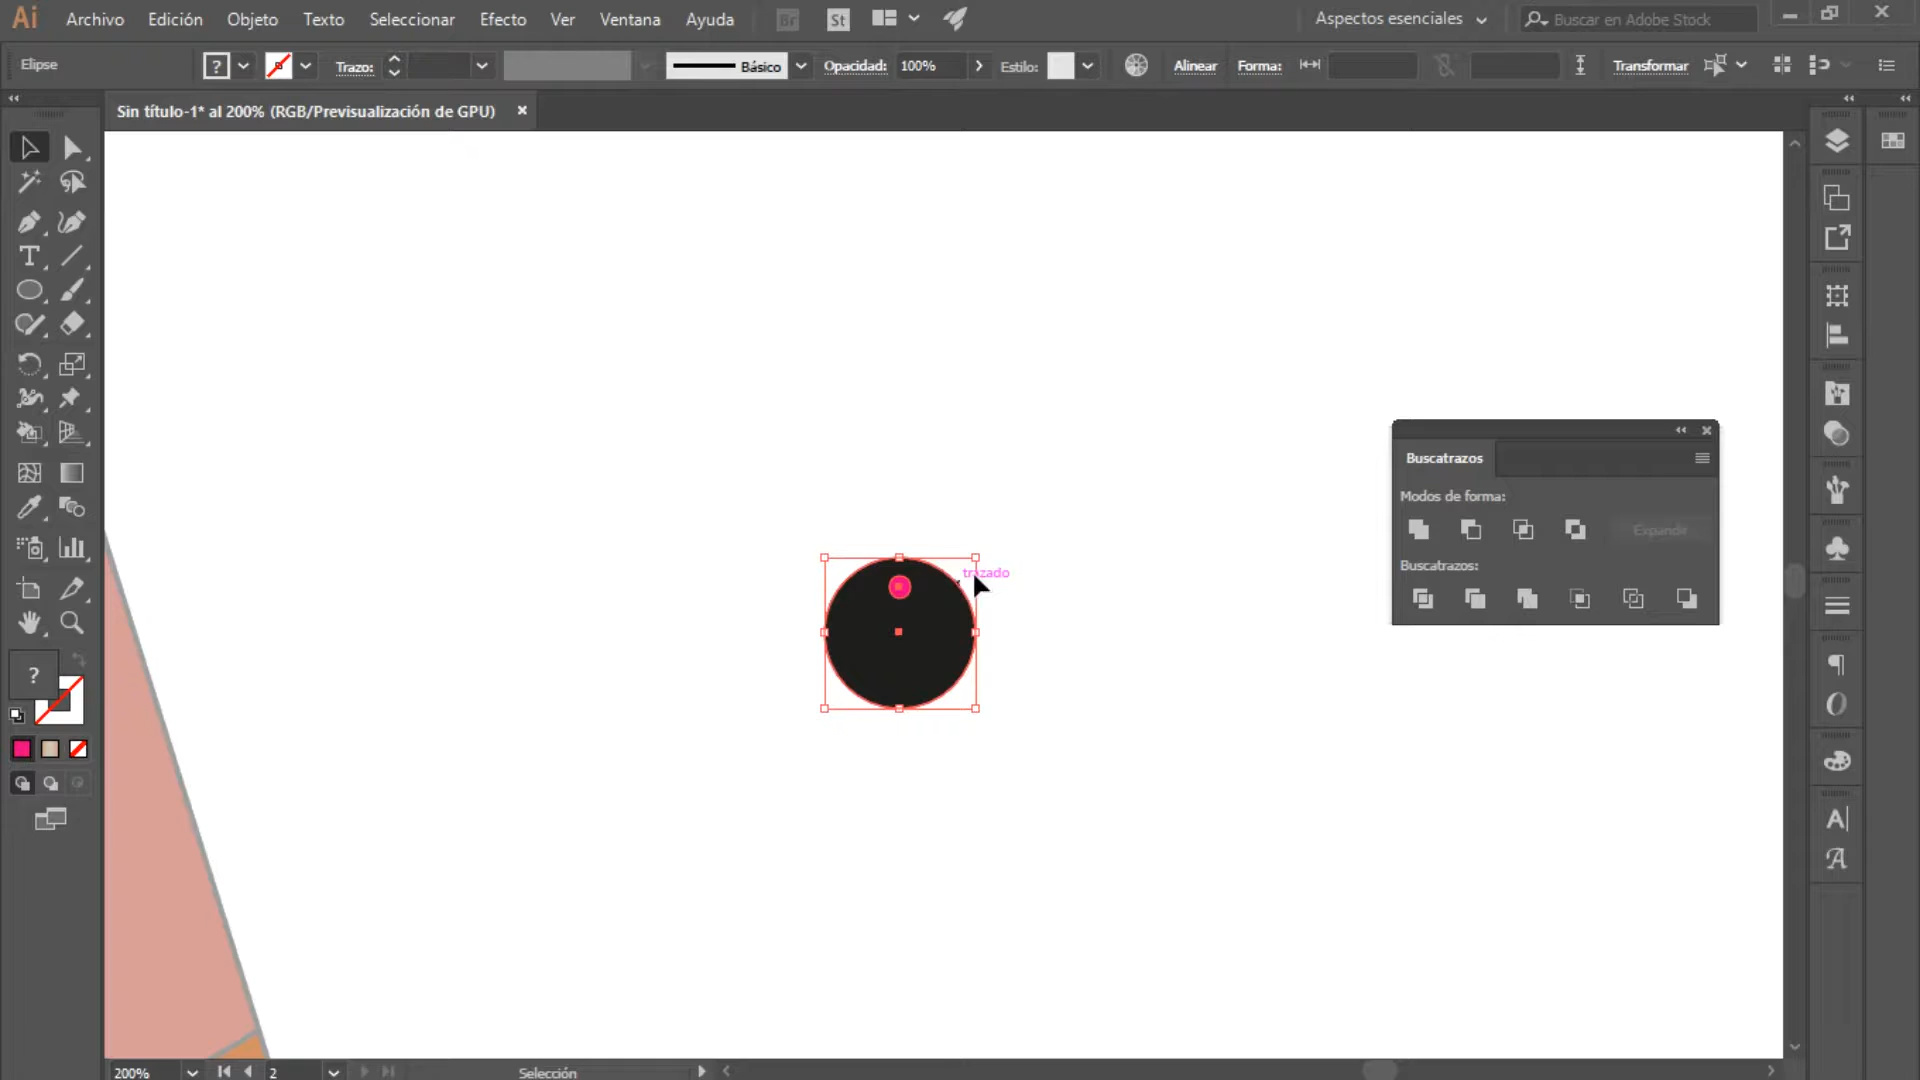 Ai Archivo Edición Objeto Texto Seleccionar Efecto Ver Ventana Ayuda Br St Aspectos esenciales Buscar en Adobe Stock
Elipse ? Trazo: Básico Opacidad: 100% Estilo: Alinear Forma: Transformar
Sin título-1* al 200% (RGB/Previsualización de GPU)
Buscatrazos
Modos de forma:
Expandir
Buscatrazos:
trazado
?
200% 2 Selección